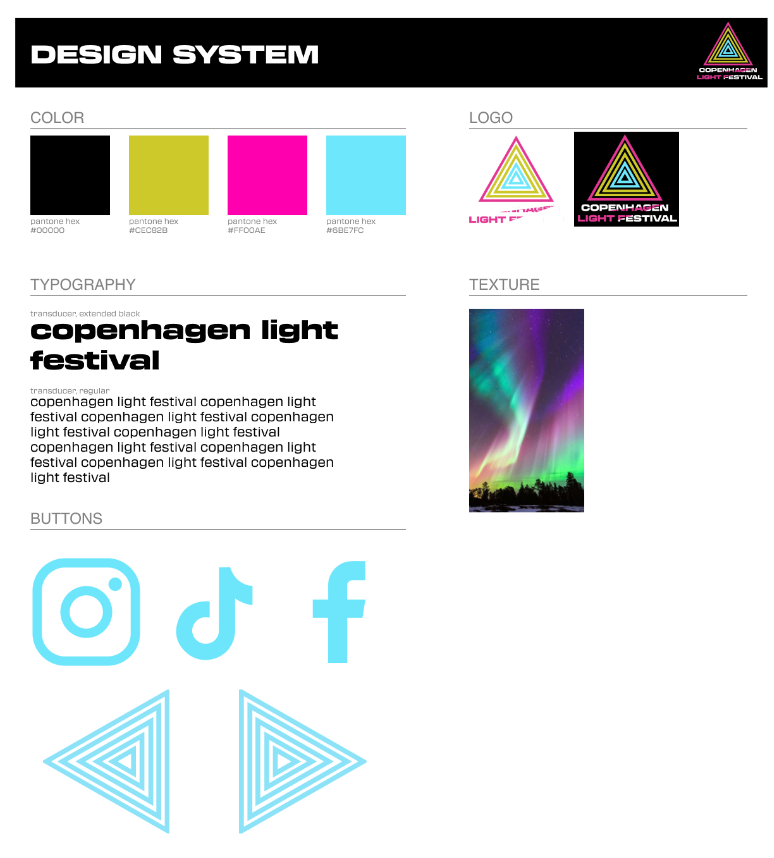 DESIGN SYSTEM
COPENHAGEN
LIGHT FESTIVAL
COLOR
pantone hex
#00000
pantone hex
#CEC82B
pantone hex
#FF00AE
pantone hex
#6BE7FC
LOGO
LIGHT
COPENHAGEN
LIGHT FESTIVAL
TYPOGRAPHY
transducer, extended black
copenhagen light
festival
transducer, regular
copenhagen light festival copenhagen light
festival copenhagen light festival copenhagen
light festival copenhagen light festival
copenhagen light festival copenhagen light
festival copenhagen light festival copenhagen
light festival
TEXTURE
BUTTONS